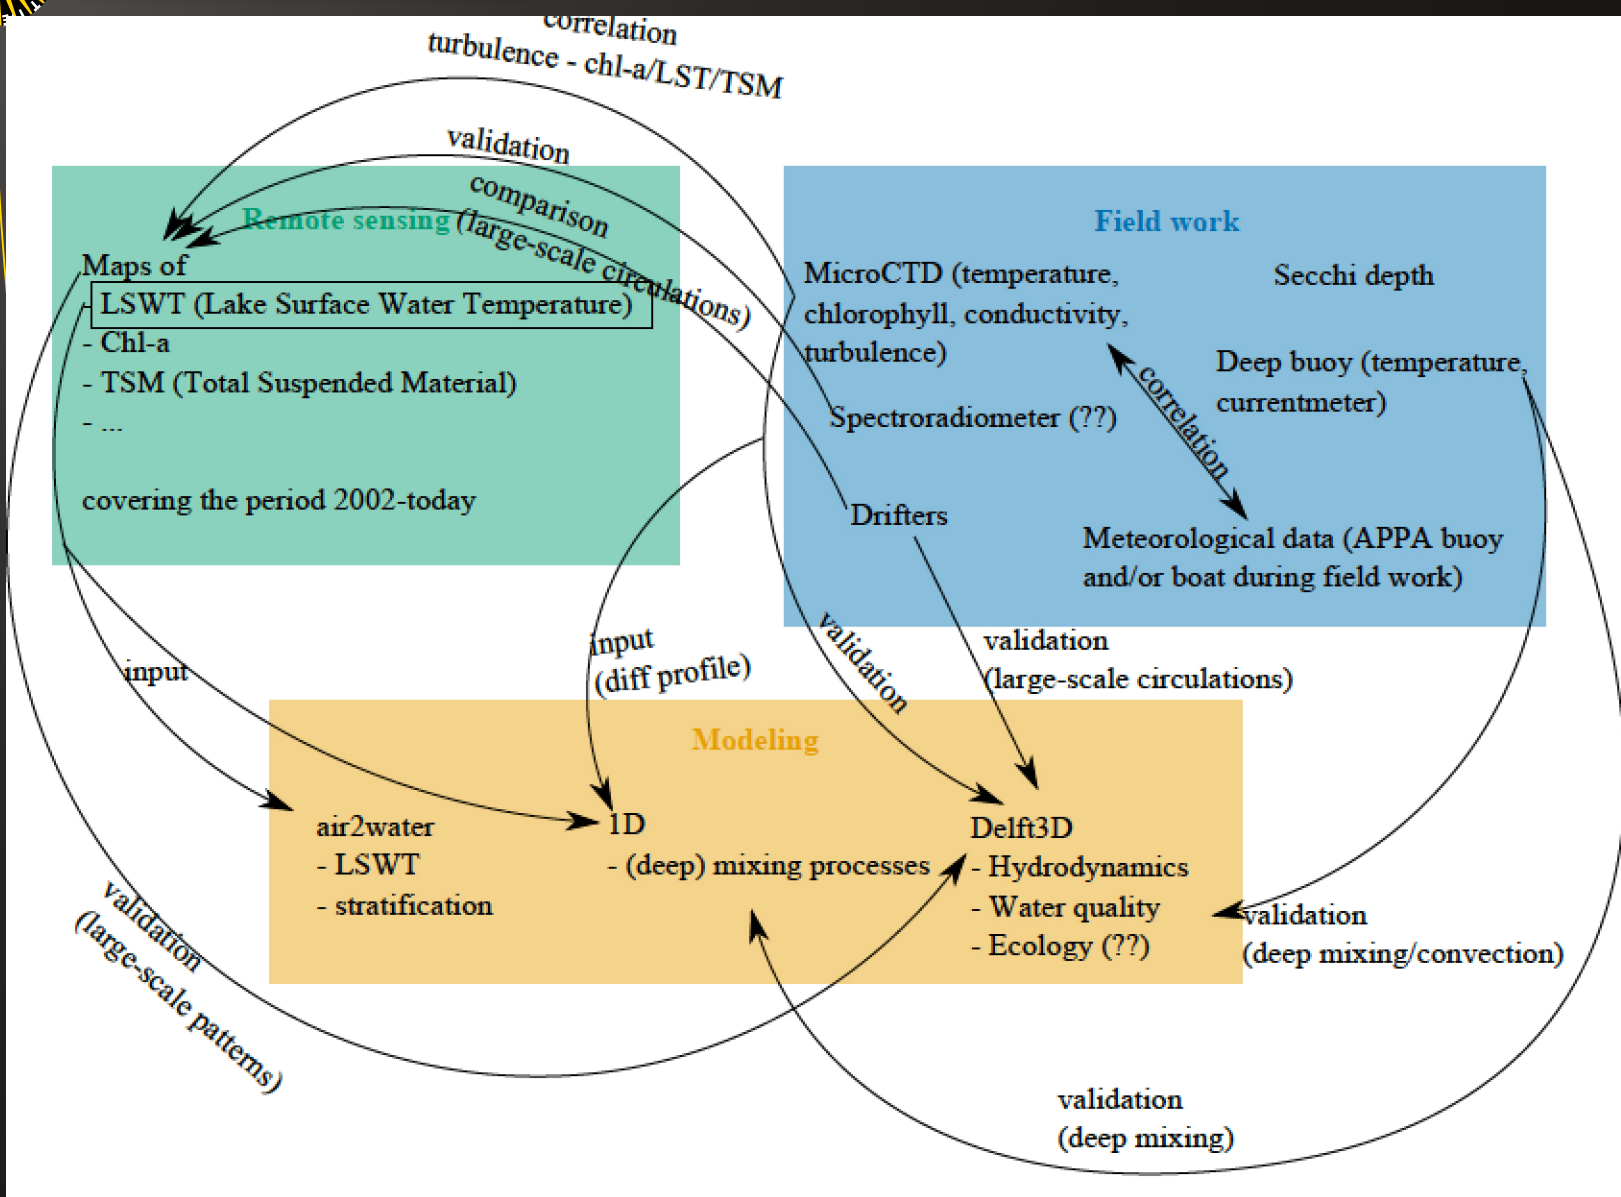 correlation
turbulence - chl-a/LST/TSM
validation
comparison
(large-scale circulations)
Remote sensing
Maps of
- LSWT (Lake Surface Water Temperature)
- Chl-a
- TSM (Total Suspended Material)
- ...
covering the period 2002-today
Field work
MicroCTD (temperature,
chlorophyll, conductivity,
turbulence)
Secchi depth
Deep buoy (temperature,
currentmeter)
correlation
Spectroradiometer (??)
Drifters
Meteorological data (APPA buoy
and/or boat during field work)
input
input
(diff profile)
validation
validation
(large-scale circulations)
Modeling
air2water
- LSWT
- stratification
1D
- (deep) mixing processes
Delft3D
- Hydrodynamics
- Water quality
- Ecology (??)
validation
(large-scale patterns)
validation
(deep mixing/convection)
validation
(deep mixing)